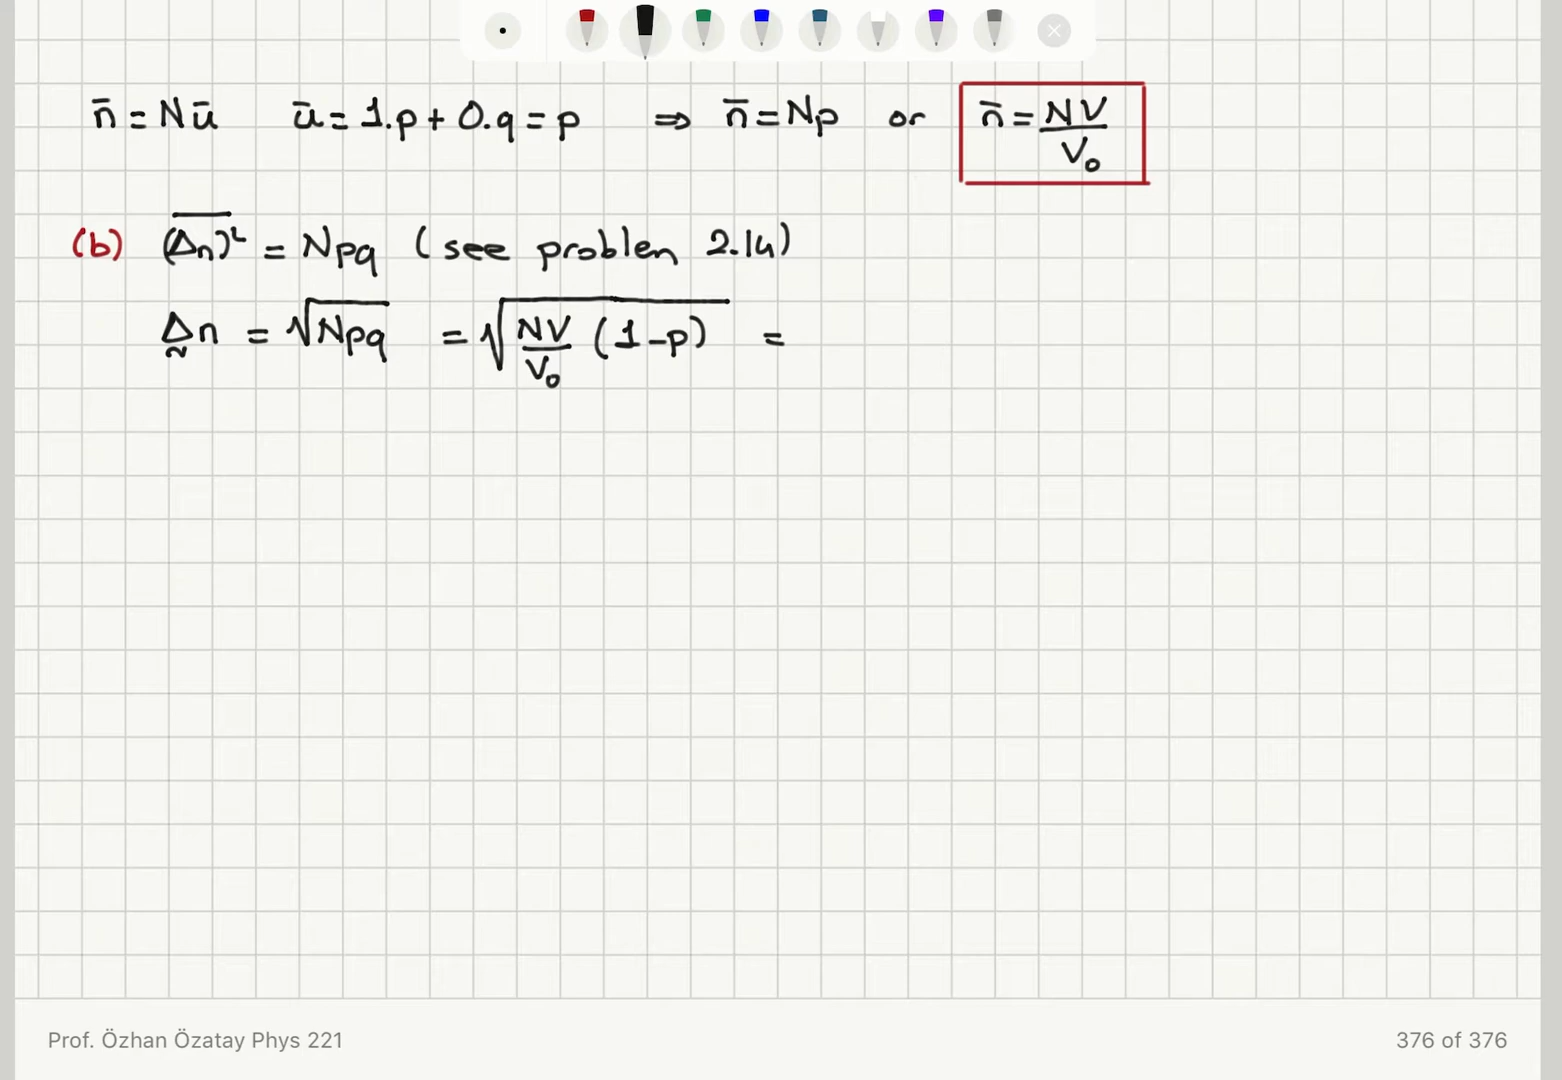 n̄ = Nū ū = 1.p + 0.q = p ⇒ n̄ = Np or n̄ = NV/V₀
(b) \overline{(Δn)²} = Npq (see problem 2.14)
Δ̰n = √(Npq) = √(NV/V₀ (1-p)) =
Prof. Özhan Özatay Phys 221
376 of 376